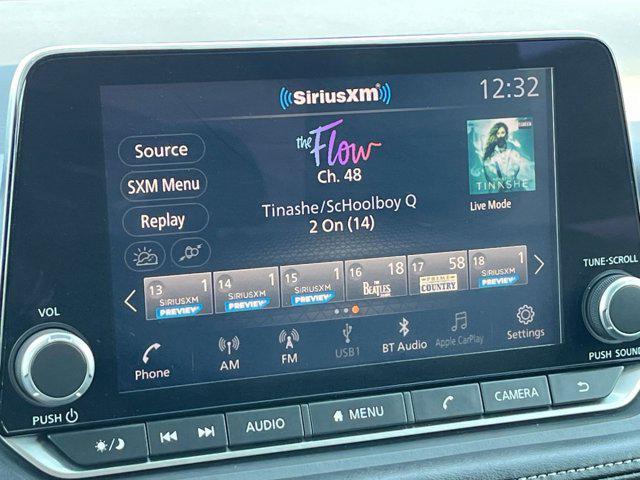 SiriusXM
12:32
the Flow
Source
Ch. 48
SXM Menu
Tinashe/ScHoolboy Q
TINASHE
Replay
2 On (14)
Live Mode
13 1
SIRIUSXM
PREVIEW
14 1
SIRIUSXM
PREVIEW
15 1
SIRIUSXM
PREVIEW
16 18
THE BEATLES
17 58
PRIME
COUNTRY
18 1
SIRIUSXM
PREVIEW
Phone
AM
FM
USB1
BT Audio
Apple CarPlay
Settings
VOL
PUSH
TUNE·SCROLL
PUSH SOUND
AUDIO
MENU
CAMERA